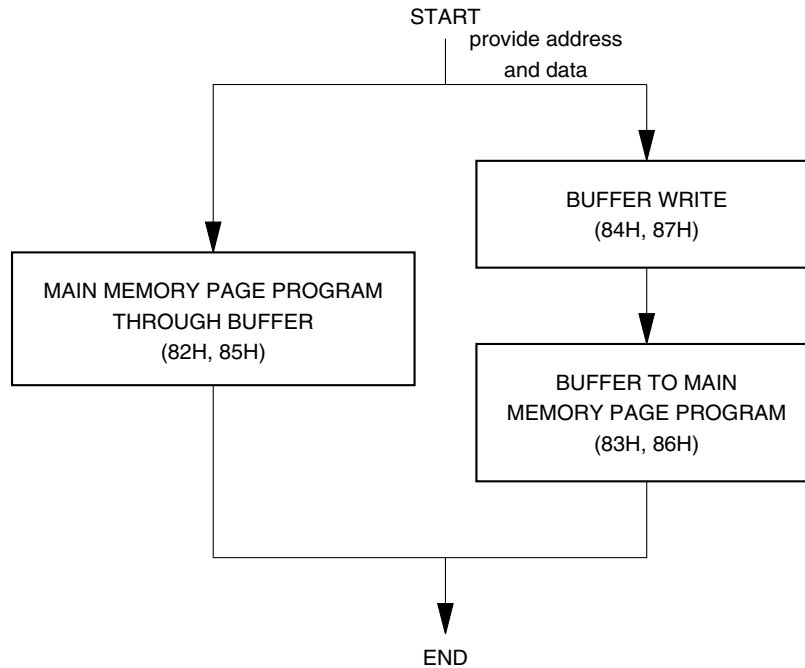 START
provide address
and data
BUFFER WRITE
(84H, 87H)
MAIN MEMORY PAGE PROGRAM
THROUGH BUFFER
(82H, 85H)
BUFFER TO MAIN
MEMORY PAGE PROGRAM
(83H, 86H)
END